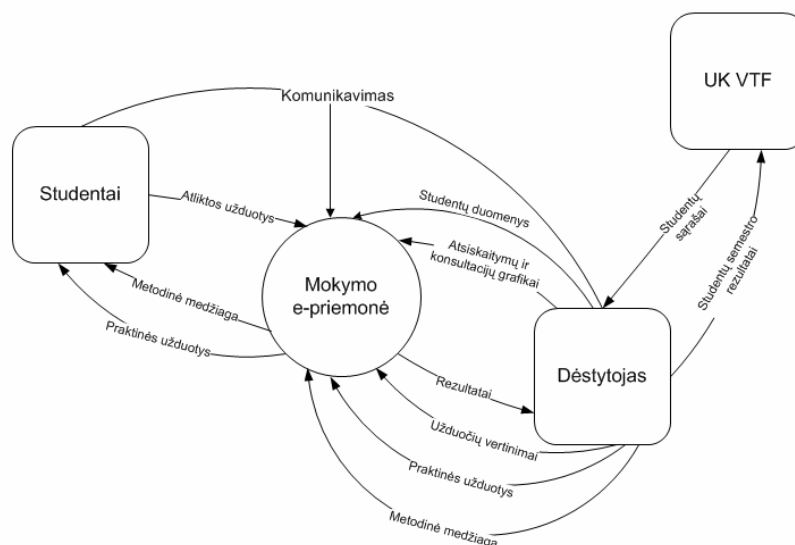 UK VTF
Komunikavimas
Studentai
Atliktos užduotys
Studentų duomenys
Studentų
sąrašai
Studentų semestro
rezultatai
Atsiskaitymų ir
konsultacijų grafikai
Mokymo
e-priemonė
Metodinė medžiaga
Praktinės užduotys
Dėstytojas
Rezultatai
Užduočių vertinimai
Praktinės užduotys
Metodinė medžiaga